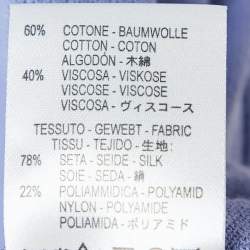 60% COTONE - BAUMWOLLE
COTTON - COTON
ALGODÓN - 木綿
40% VISCOSA - VISKOSE
VISCOSE - VISCOSE
VISCOSA - ヴィスコース
TESSUTO - GEWEBT - FABRIC
TISSU - TEJIDO - 生地:
78% SETA - SEIDE - SILK
SOIE - SEDA - 絹
22% POLIAMMIDICA - POLYAMID
NYLON - POLYAMIDE
POLIAMIDA - ポリアミド